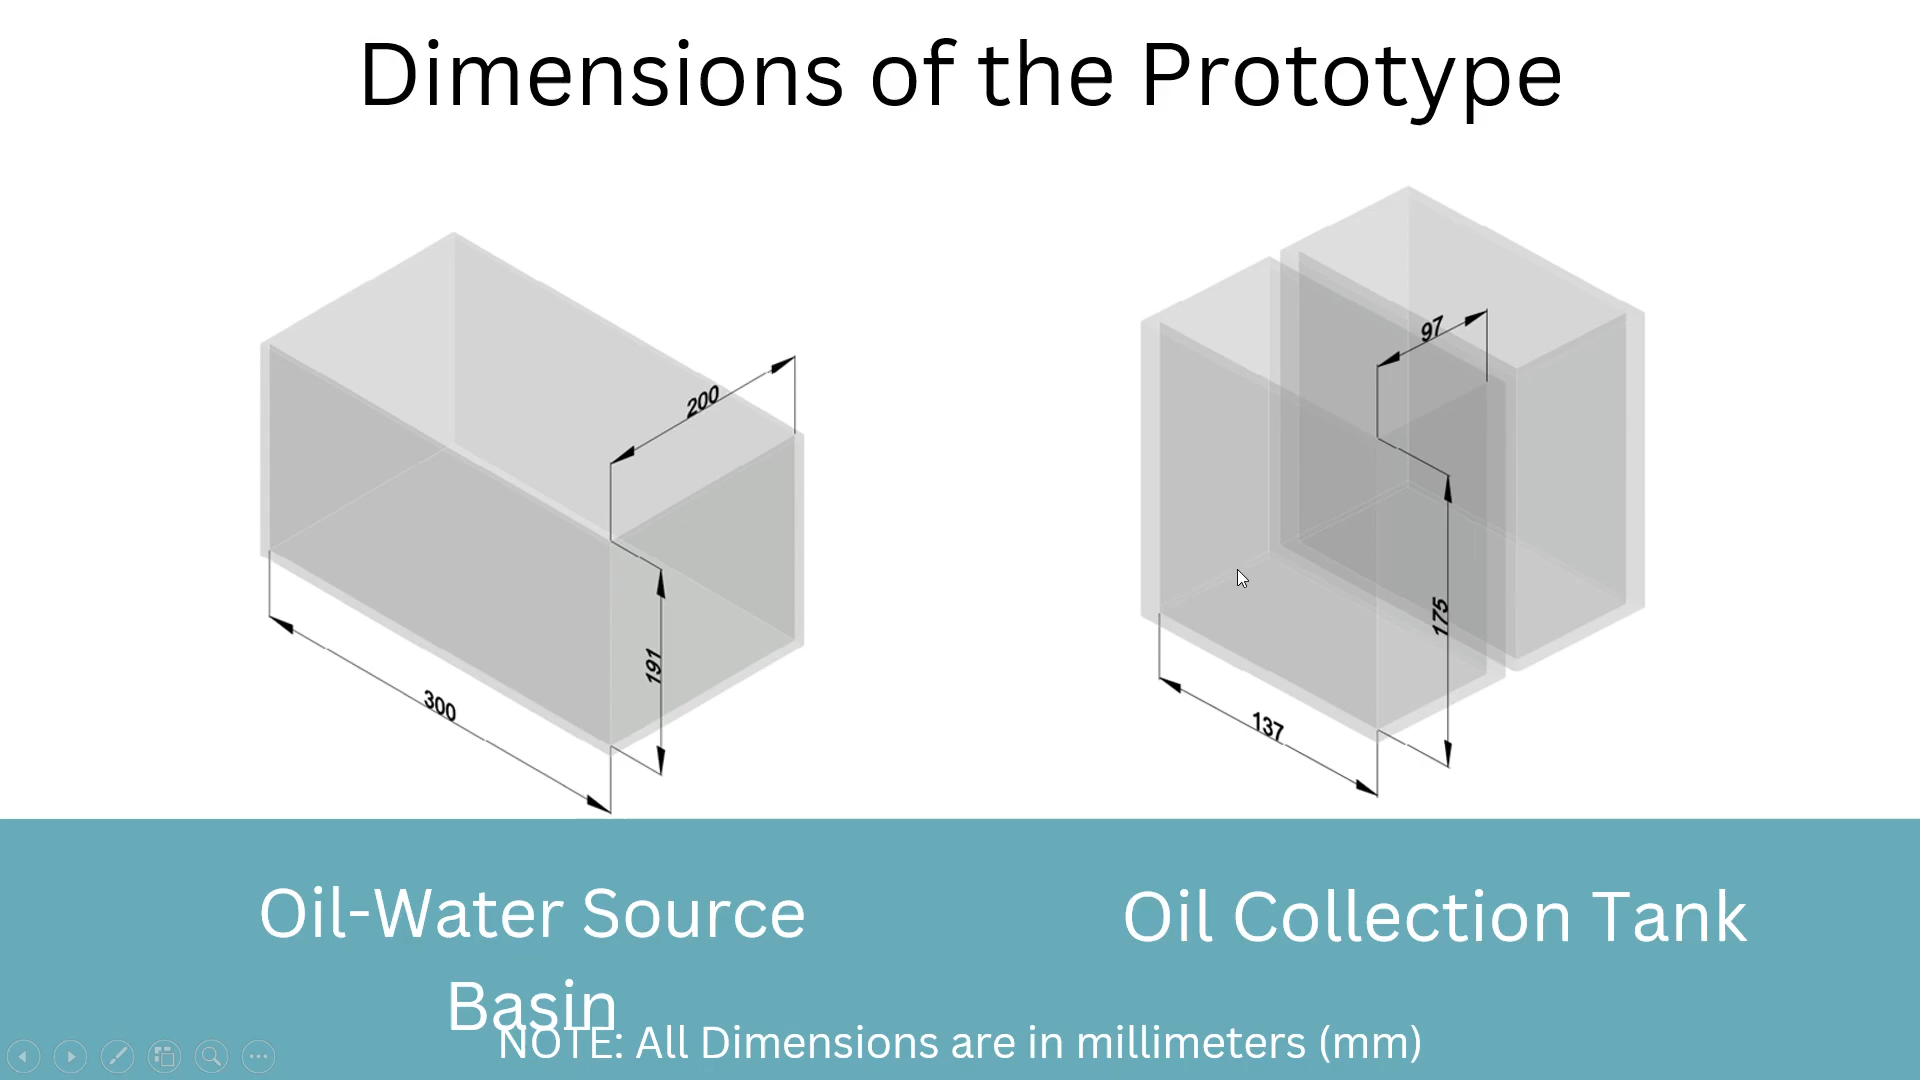 Dimensions of the Prototype
200
191
300
97
175
137
Oil-Water Source
Basin
Oil Collection Tank
NOTE: All Dimensions are in millimeters (mm)